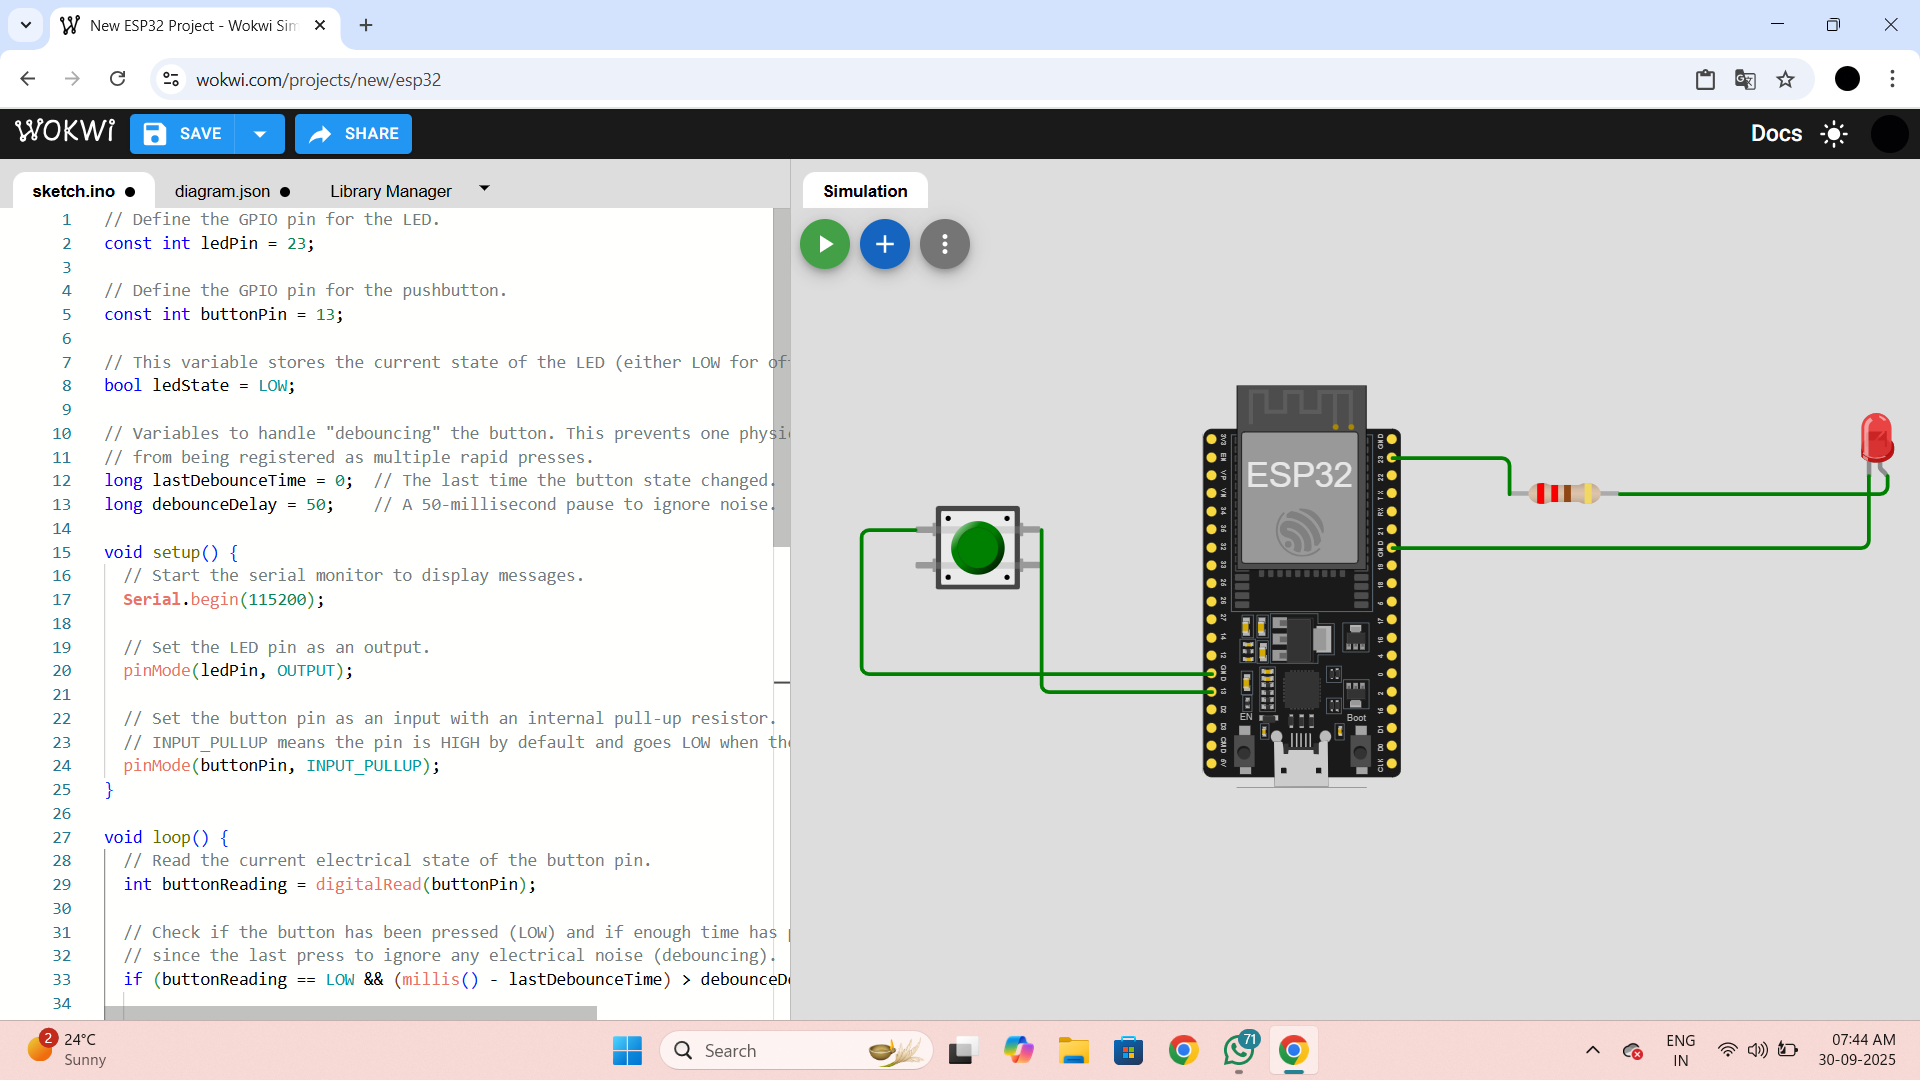 New ESP32 Project - Wokwi Sim
wokwi.com/projects/new/esp32
WOKWI
SAVE
SHARE
Docs
sketch.ino
diagram.json
Library Manager
Simulation
1 // Define the GPIO pin for the LED.
2 const int ledPin = 23;
3
4 // Define the GPIO pin for the pushbutton.
5 const int buttonPin = 13;
6
7 // This variable stores the current state of the LED (either LOW for of
8 bool ledState = LOW;
9
10 // Variables to handle "debouncing" the button. This prevents one physi
11 // from being registered as multiple rapid presses.
12 long lastDebounceTime = 0;  // The last time the button state changed.
13 long debounceDelay = 50;    // A 50-millisecond pause to ignore noise.
14
15 void setup() {
16   // Start the serial monitor to display messages.
17   Serial.begin(115200);
18
19   // Set the LED pin as an output.
20   pinMode(ledPin, OUTPUT);
21
22   // Set the button pin as an input with an internal pull-up resistor.
23   // INPUT_PULLUP means the pin is HIGH by default and goes LOW when the
24   pinMode(buttonPin, INPUT_PULLUP);
25 }
26
27 void loop() {
28   // Read the current electrical state of the button pin.
29   int buttonReading = digitalRead(buttonPin);
30
31   // Check if the button has been pressed (LOW) and if enough time has p
32   // since the last press to ignore any electrical noise (debouncing).
33   if (buttonReading == LOW && (millis() - lastDebounceTime) > debounceDe
34
ESP32
EN
Boot
2
24°C
Sunny
Search
71
ENG
IN
07:44 AM
30-09-2025